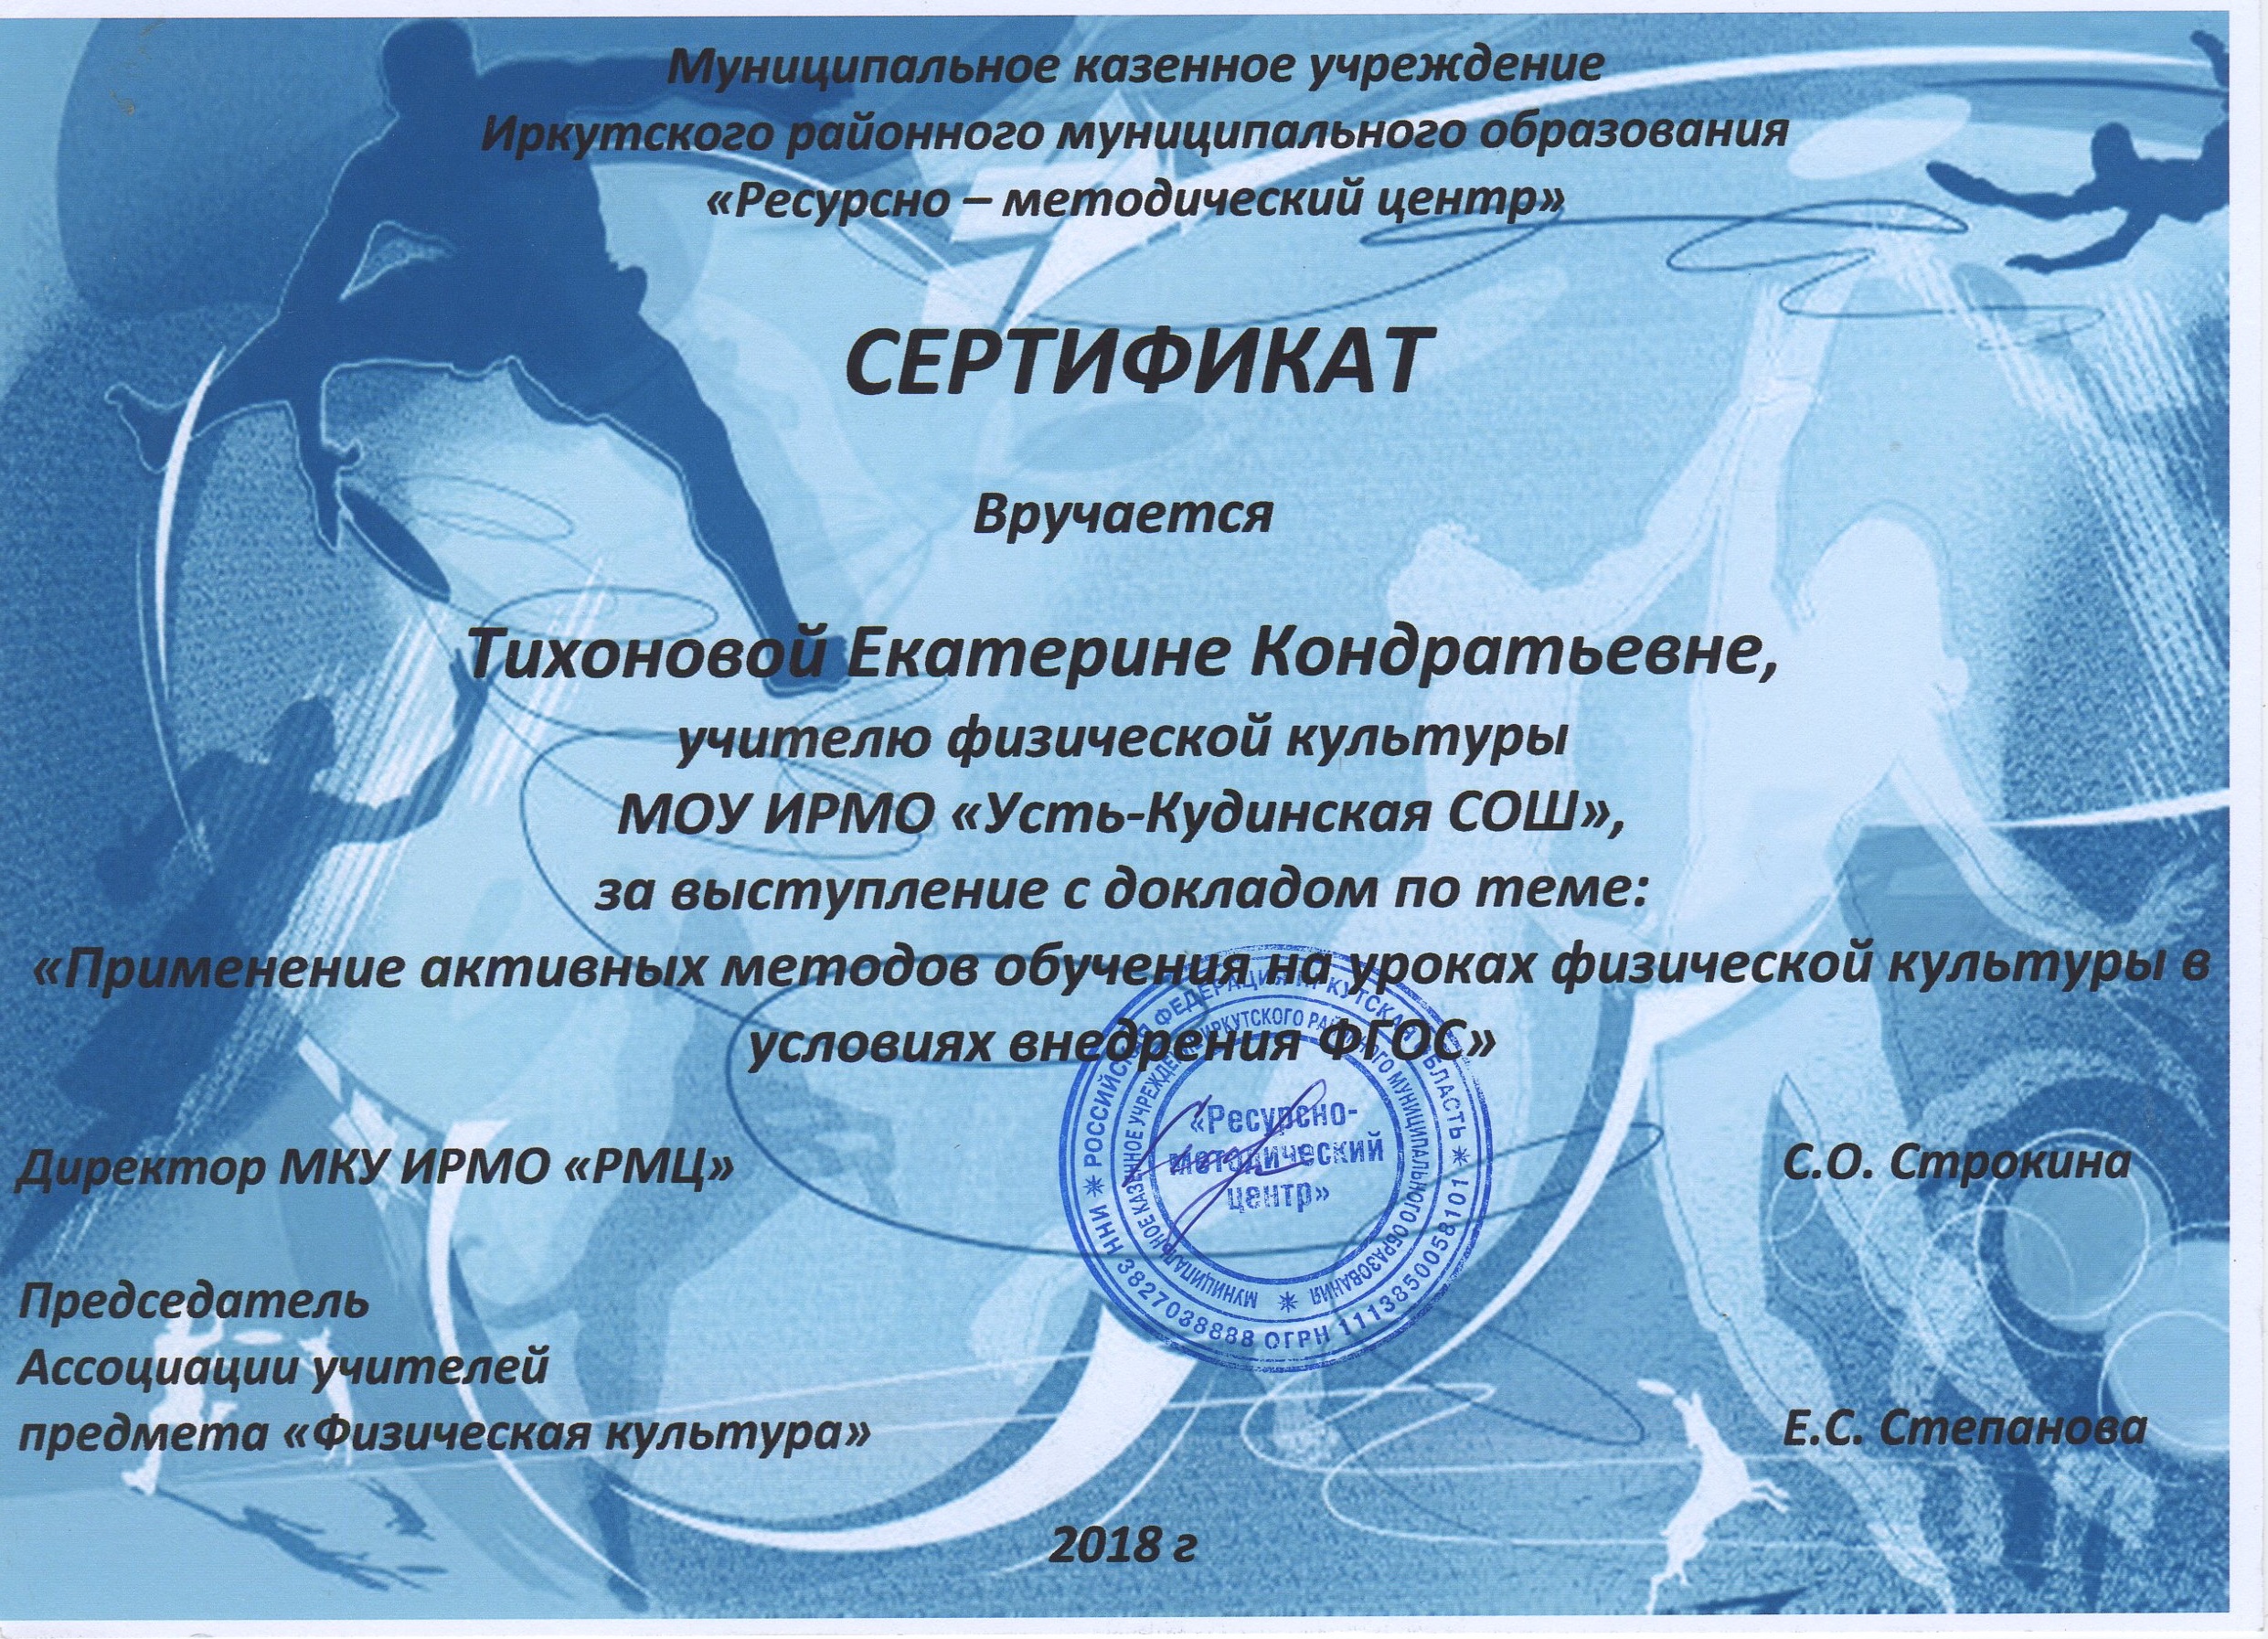 Муниципальное казенное учреждение
Иркутского районного муниципального образования
«Ресурсно – методический центр»
СЕРТИФИКАТ
Вручается
Тихоновой Екатерине Кондратьевне,
учителю физической культуры
МОУ ИРМО «Усть-Кудинская СОШ»,
за выступление с докладом по теме:
«Применение активных методов обучения на уроках физической культуры в
условиях внедрения ФГОС»
РОССИЙСКАЯ ФЕДЕРАЦИЯ ИРКУТСКАЯ ОБЛАСТЬ
ИНН 3827038888 ОГРН 1113850058101
МУНИЦИПАЛЬНОЕ КАЗЕННОЕ УЧРЕЖДЕНИЕ ИРКУТСКОГО РАЙОННОГО МУНИЦИПАЛЬНОГО ОБРАЗОВАНИЯ
«Ресурсно-
методический
центр»
Директор МКУ ИРМО «РМЦ» С.О. Строкина
Председатель
Ассоциации учителей
предмета «Физическая культура» Е.С. Степанова
2018 г